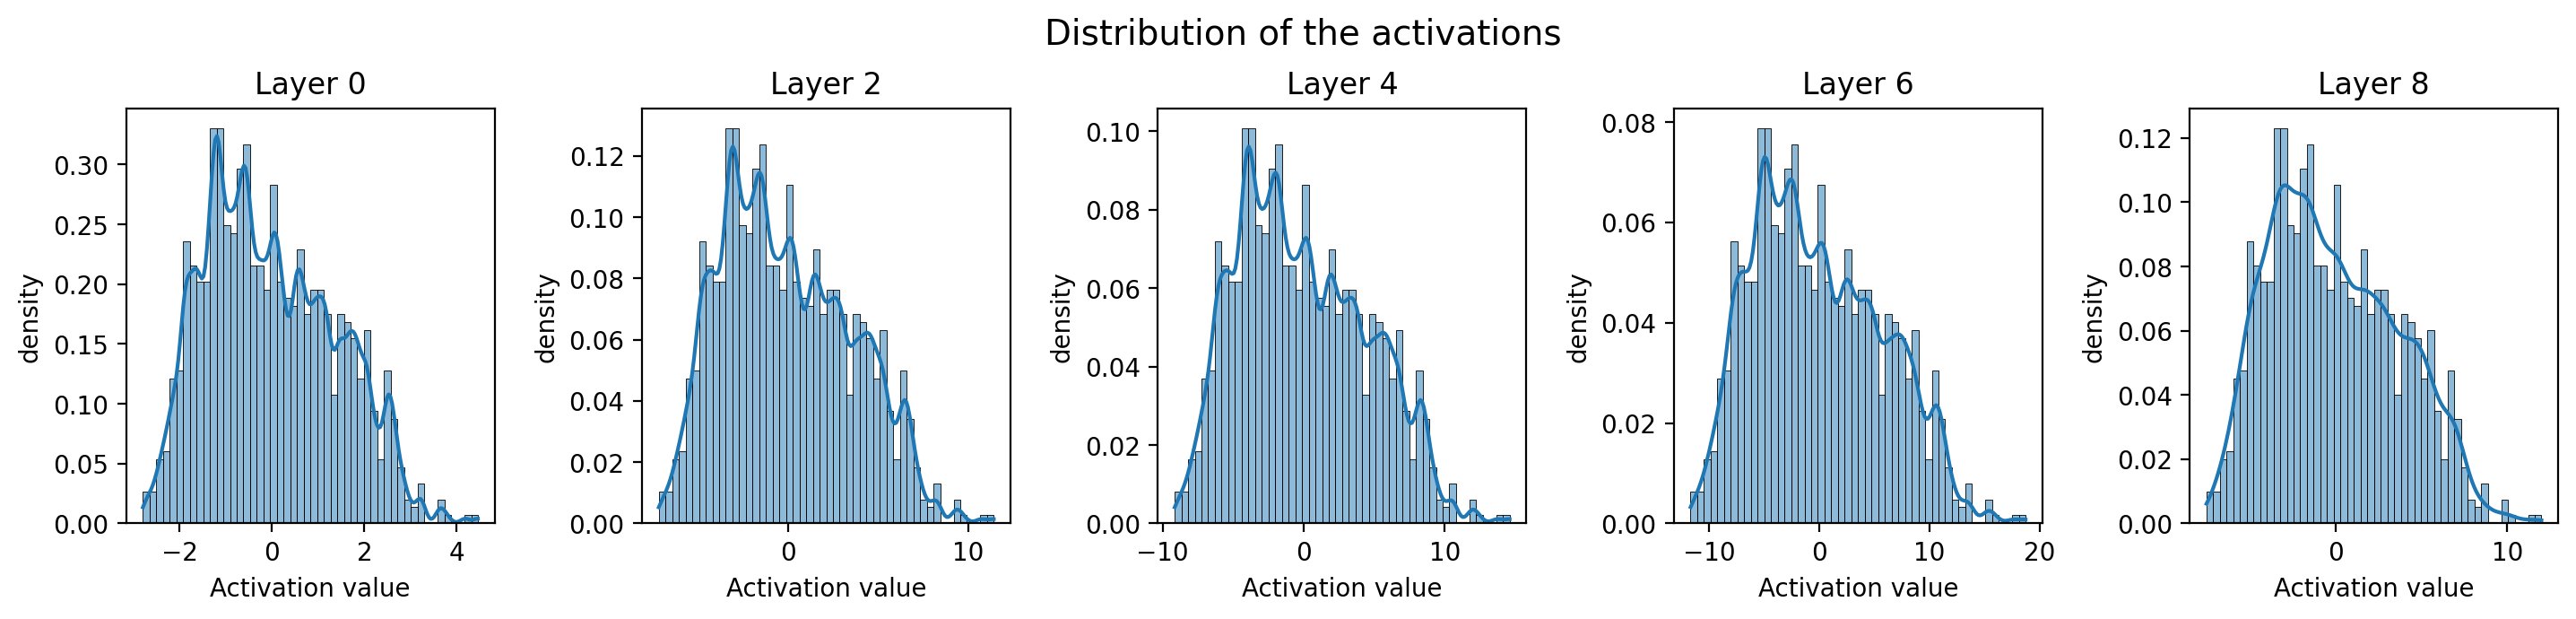 Distribution of the activations
Layer 0
0.30
0.25
0.20
0.15
0.10
0.05
0.00
density
−2 0 2 4
Activation value
Layer 2
0.12
0.10
0.08
0.06
0.04
0.02
0.00
density
0 10
Activation value
Layer 4
0.10
0.08
0.06
0.04
0.02
0.00
density
−10 0 10
Activation value
Layer 6
0.08
0.06
0.04
0.02
0.00
density
−10 0 10 20
Activation value
Layer 8
0.12
0.10
0.08
0.06
0.04
0.02
0.00
density
0 10
Activation value